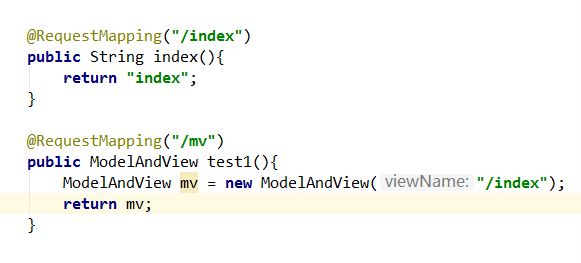 @RequestMapping("/index")
public String index(){
    return "index";
}
@RequestMapping("/mv")
public ModelAndView test1(){
    ModelAndView mv = new ModelAndView( viewName: "/index");
    return mv;
}